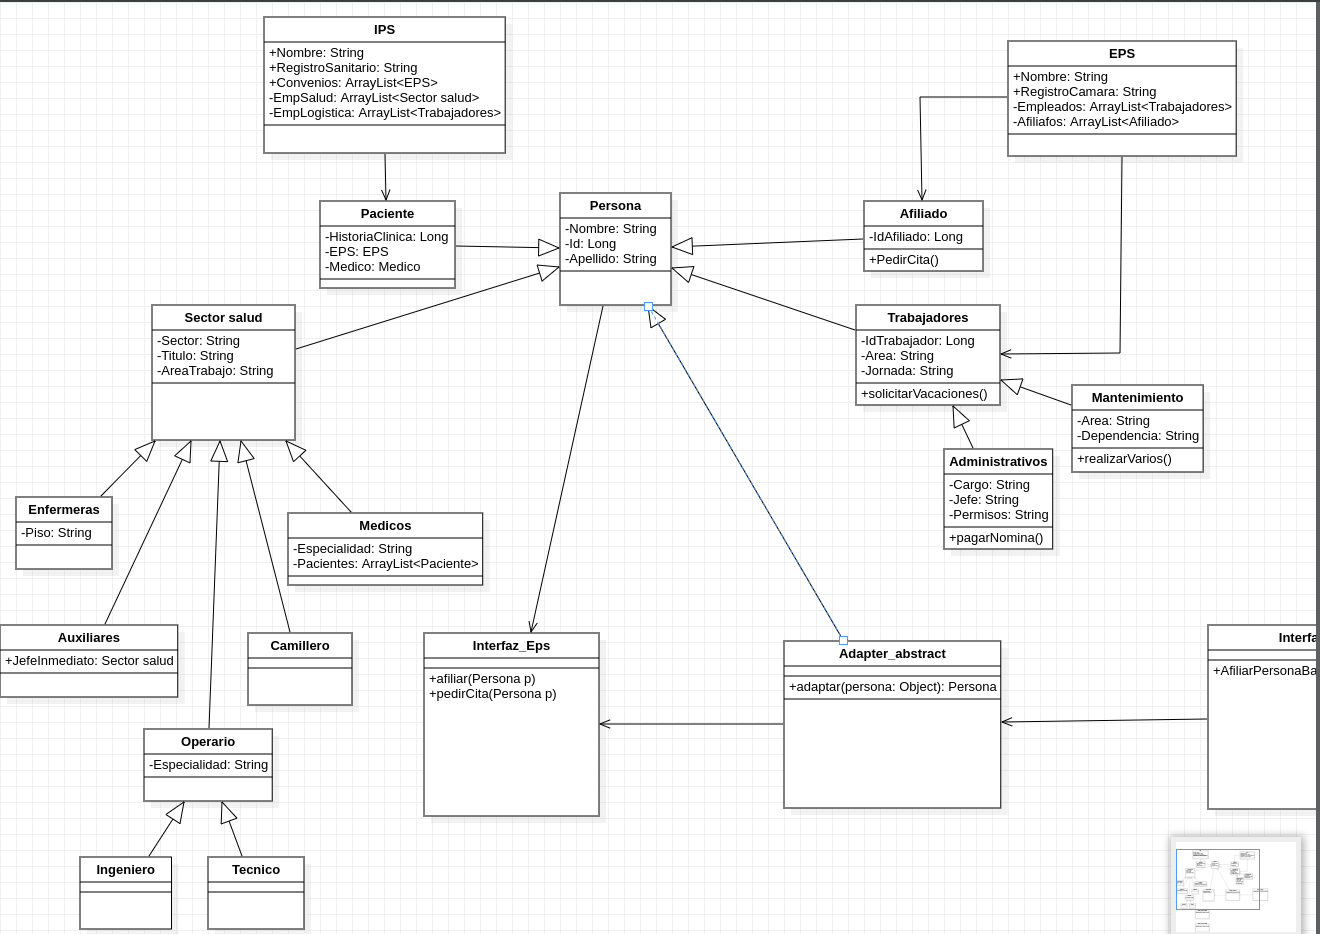 IPS
+Nombre: String
+RegistroSanitario: String
+Convenios: ArrayList<EPS>
-EmpSalud: ArrayList<Sector salud>
-EmpLogistica: ArrayList<Trabajadores>
EPS
+Nombre: String
+RegistroCamara: String
-Empleados: ArrayList<Trabajadores>
-Afiliafos: ArrayList<Afiliado>
Paciente
-HistoriaClinica: Long
-EPS: EPS
-Medico: Medico
Persona
-Nombre: String
-Id: Long
-Apellido: String
Afiliado
-IdAfiliado: Long
+PedirCita()
Sector salud
-Sector: String
-Titulo: String
-AreaTrabajo: String
Trabajadores
-IdTrabajador: Long
-Area: String
-Jornada: String
+solicitarVacaciones()
Mantenimiento
-Area: String
-Dependencia: String
+realizarVarios()
Administrativos
-Cargo: String
-Jefe: String
-Permisos: String
+pagarNomina()
Enfermeras
-Piso: String
Medicos
-Especialidad: String
-Pacientes: ArrayList<Paciente>
Auxiliares
+JefeInmediato: Sector salud
Camillero
Interfaz_Eps
+afiliar(Persona p)
+pedirCita(Persona p)
Adapter_abstract
+adaptar(persona: Object): Persona
Interfa
+AfiliarPersonaBa
Operario
-Especialidad: String
Ingeniero
Tecnico